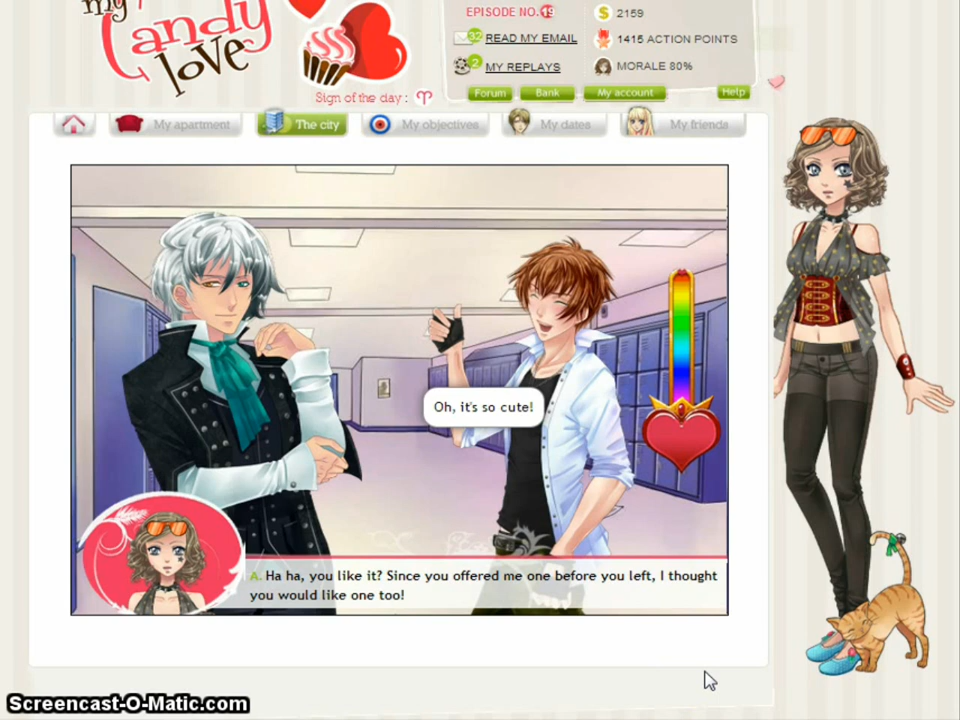 my
Candy
love
EPISODE NO.19
2159
32 READ MY EMAIL
1415 ACTION POINTS
2 MY REPLAYS
MORALE 80%
Sign of the day :
Forum
Bank
My account
Help
My apartment
The city
My objectives
My dates
My friends
Oh, it's so cute!
A. Ha ha, you like it? Since you offered me one before you left, I thought
you would like one too!
Screencast-O-Matic.com